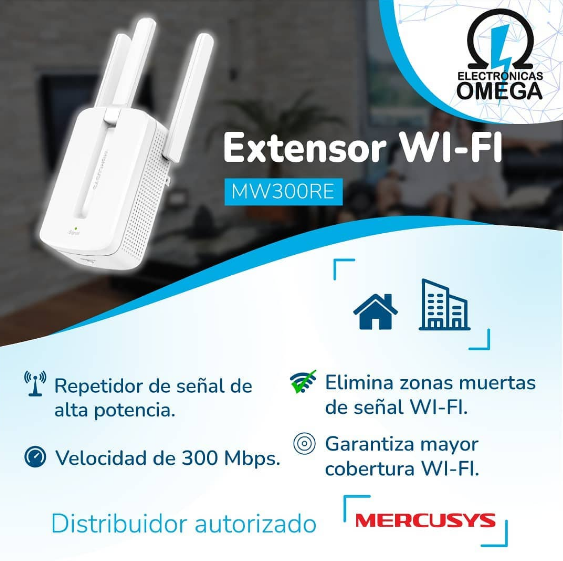 ELECTRONICAS
OMEGA
Extensor WI-FI
MW300RE
MERCUSYS
Repetidor de señal de
alta potencia.
Velocidad de 300 Mbps.
Elimina zonas muertas
de señal WI-FI.
Garantiza mayor
cobertura WI-FI.
Distribuidor autorizado
MERCUSYS